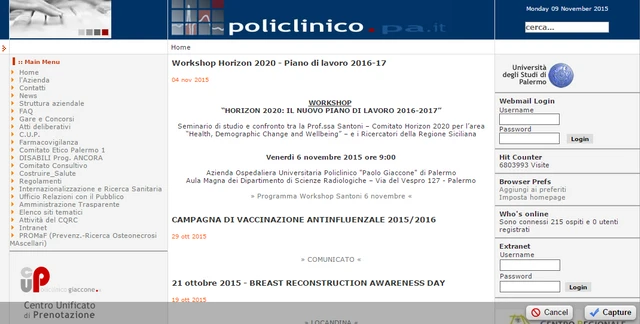 policlinico.pa.it
Monday 09 November 2015
cerca...
Home
:: Main Menu
Home
l'Azienda
Contatti
News
Struttura aziendale
FAQ
Gare e Concorsi
Atti deliberativi
C.U.P.
Farmacovigilanza
Comitato Etico Palermo 1
DISABILI Prog. ANCORA
Comitato Consultivo
Costruire_Salute
Regolamenti
Internazionalizzazione e Ricerca Sanitaria
Ufficio Relazioni con il Pubblico
Amministrazione Trasparente
Elenco siti tematici
Attività del CQRC
Intranet
PROMaF (Prevenz.-Ricerca Osteonecrosi
MAscellari)
CUP
giaccone
Centro Unificato
di Prenotazione
Workshop Horizon 2020 - Piano di lavoro 2016-17
04 nov 2015
WORKSHOP
"HORIZON 2020: IL NUOVO PIANO DI LAVORO 2016-2017"
Seminario di studio e confronto tra la Prof.ssa Santoni – Comitato Horizon 2020 per l'area
"Health, Demographic Change and Wellbeing" – e i Ricercatori della Regione Siciliana
Venerdì 6 novembre 2015 ore 9:00
Azienda Ospedaliera Universitaria Policlinico "Paolo Giaccone" di Palermo
Aula Magna del Dipartimento di Scienze Radiologiche – Via del Vespro 127 - Palermo
» Programma Workshop Santoni 6 novembre «
CAMPAGNA DI VACCINAZIONE ANTINFLUENZALE 2015/2016
29 ott 2015
» COMUNICATO «
21 ottobre 2015 - BREAST RECONSTRUCTION AWARENESS DAY
19 ott 2015
» LOCANDINA «
Università
degli Studi di
Palermo
Webmail Login
Username
Password
Login
Hit Counter
6803993 Visite
Browser Prefs
Aggiungi ai preferiti
Imposta homepage
Who's online
Sono connessi 215 ospiti e 0 utenti
registrati
Extranet
Username
Password
Login
Cancel
Capture
CENTRO REGIONALE